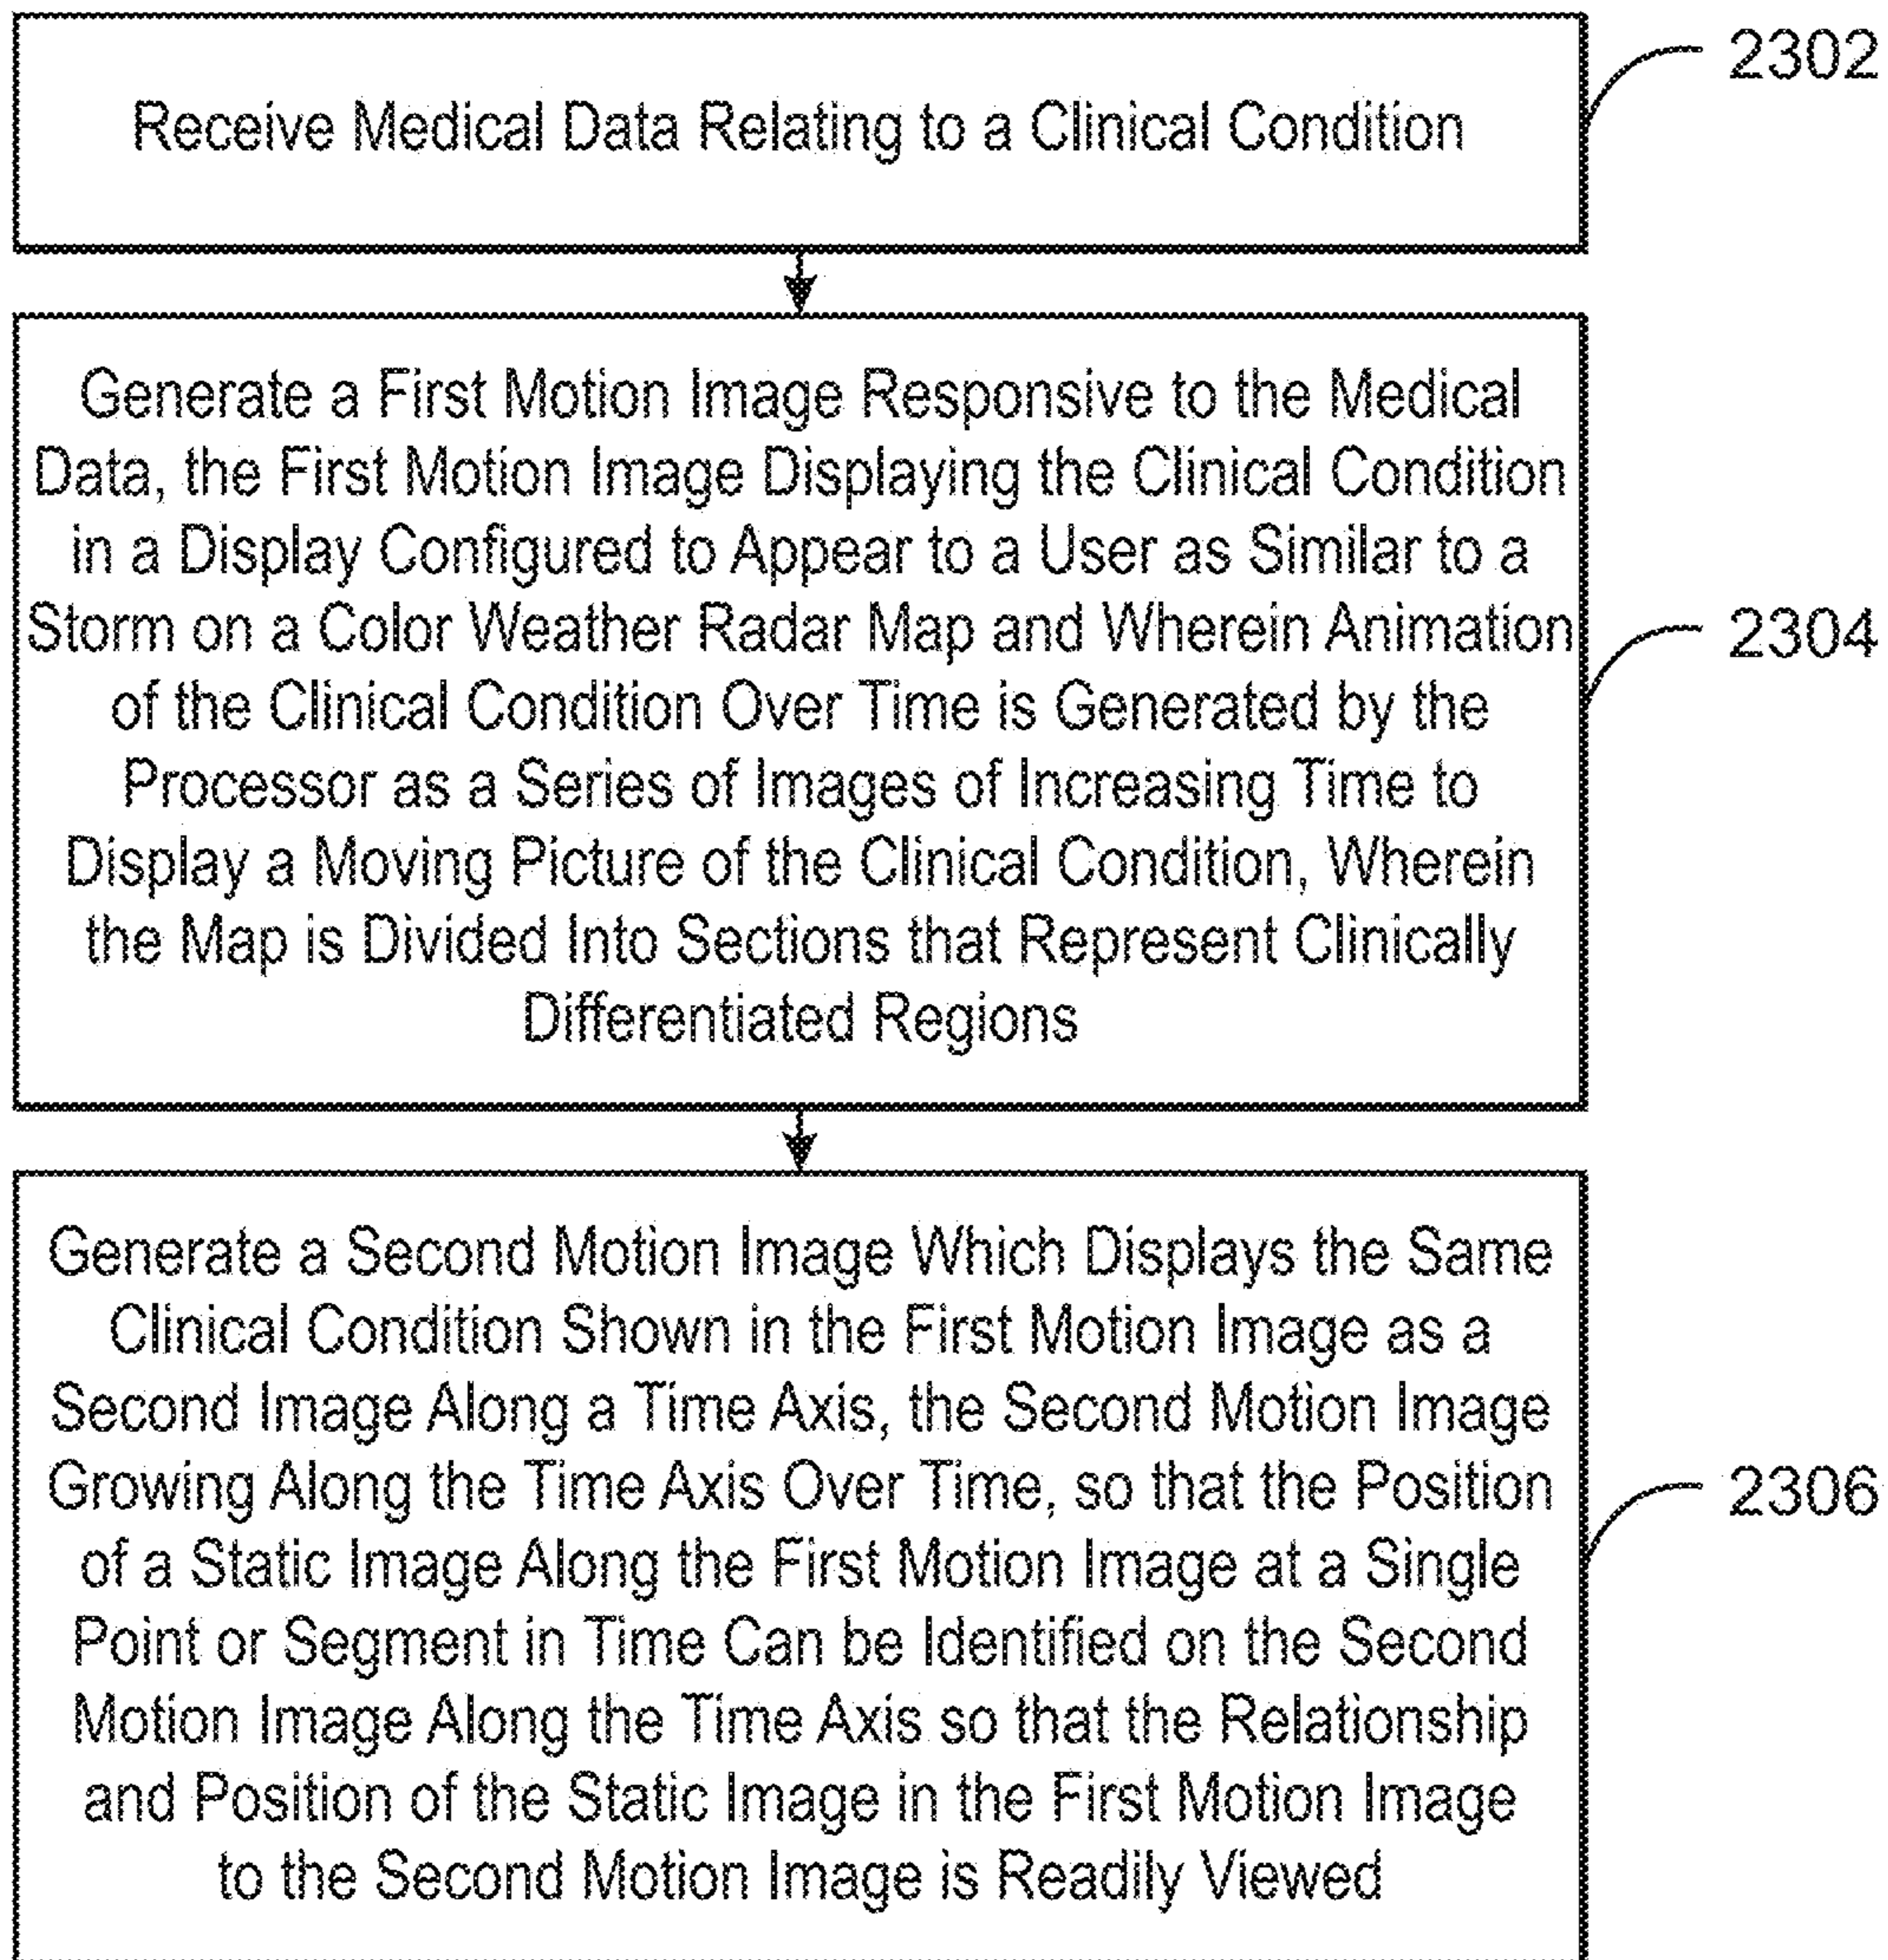 Receive Medical Data Relating to a Clinical Condition
2302
Generate a First Motion Image Responsive to the Medical
Data, the First Motion Image Displaying the Clinical Condition
in a Display Configured to Appear to a User as Similar to a
Storm on a Color Weather Radar Map and Wherein Animation
of the Clinical Condition Over Time is Generated by the
Processor as a Series of Images of Increasing Time to
Display a Moving Picture of the Clinical Condition, Wherein
the Map is Divided Into Sections that Represent Clinically
Differentiated Regions
2304
Generate a Second Motion Image Which Displays the Same
Clinical Condition Shown in the First Motion Image as a
Second Image Along a Time Axis, the Second Motion Image
Growing Along the Time Axis Over Time, so that the Position
of a Static Image Along the First Motion Image at a Single
Point or Segment in Time Can be Identified on the Second
Motion Image Along the Time Axis so that the Relationship
and Position of the Static Image in the First Motion Image
to the Second Motion Image is Readily Viewed
2306